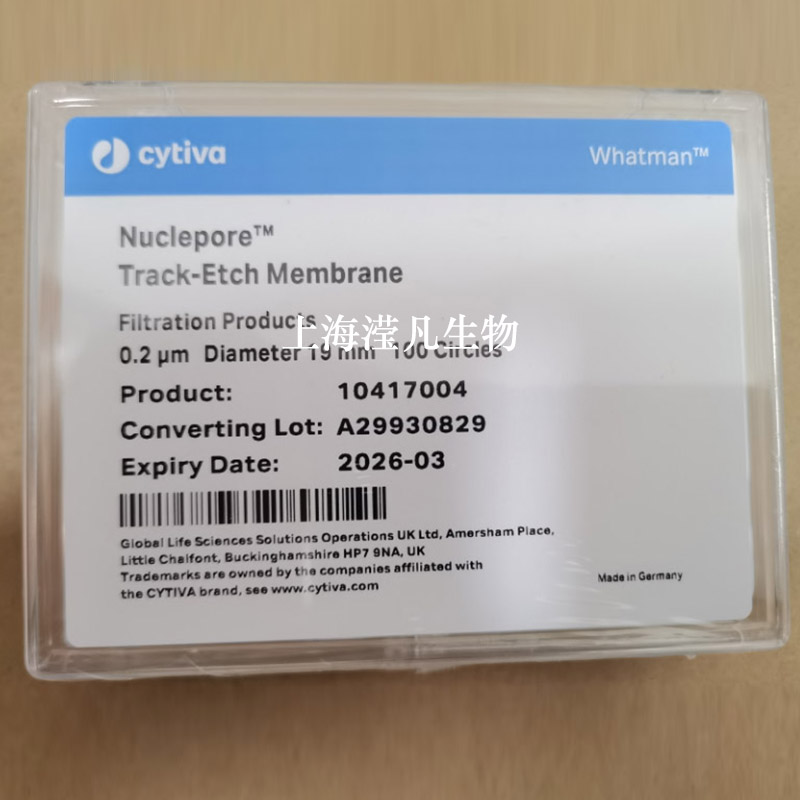 cytiva
Whatman™
Nuclepore™
Track-Etch Membrane
Filtration Products
上海滢凡生物
0.2 µm Diameter 19 mm 100 Circles
Product: 10417004
Converting Lot: A29930829
Expiry Date: 2026-03
Global Life Sciences Solutions Operations UK Ltd, Amersham Place,
Little Chalfont, Buckinghamshire HP7 9NA, UK
Trademarks are owned by the companies affiliated with
the CYTIVA brand, see www.cytiva.com
Made in Germany